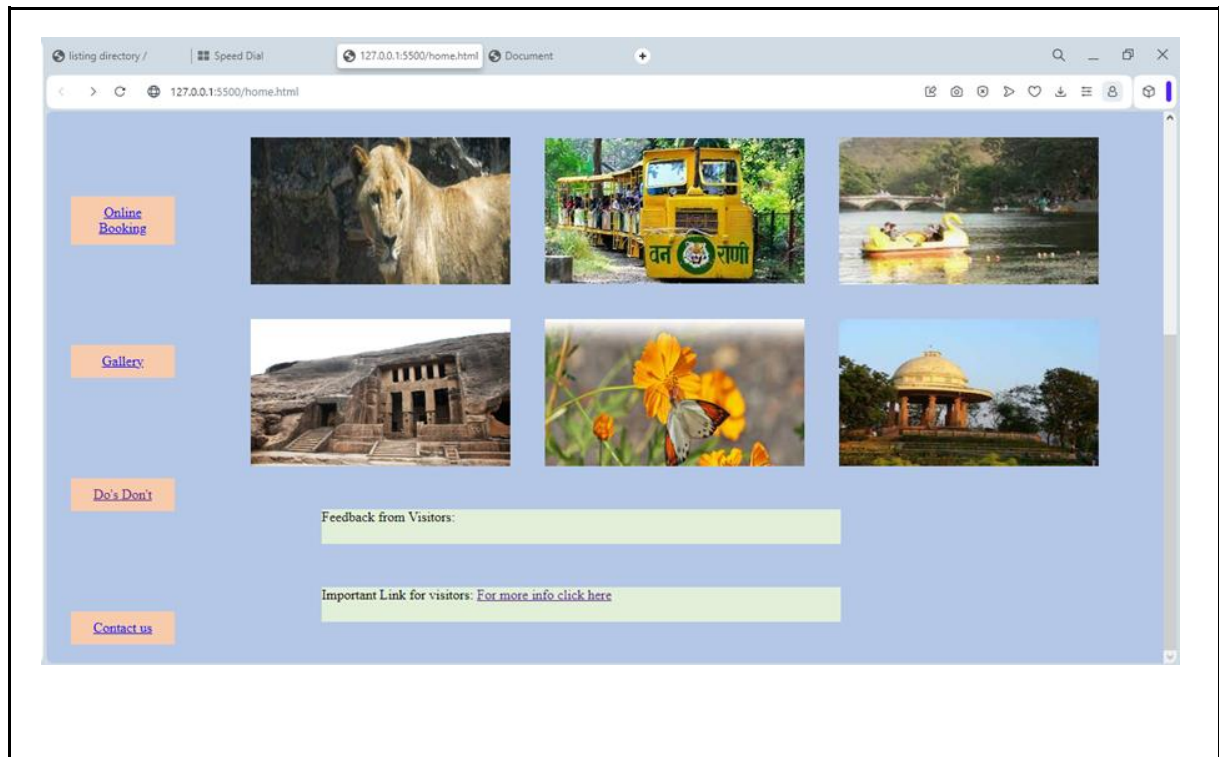 listing directory /
Speed Dial
127.0.0.1:5500/home.html
Document
127.0.0.1:5500/home.html
Online
Booking
वन राणी
Gallery
Do's Don't
Feedback from Visitors:
Important Link for visitors: For more info click here
Contact us